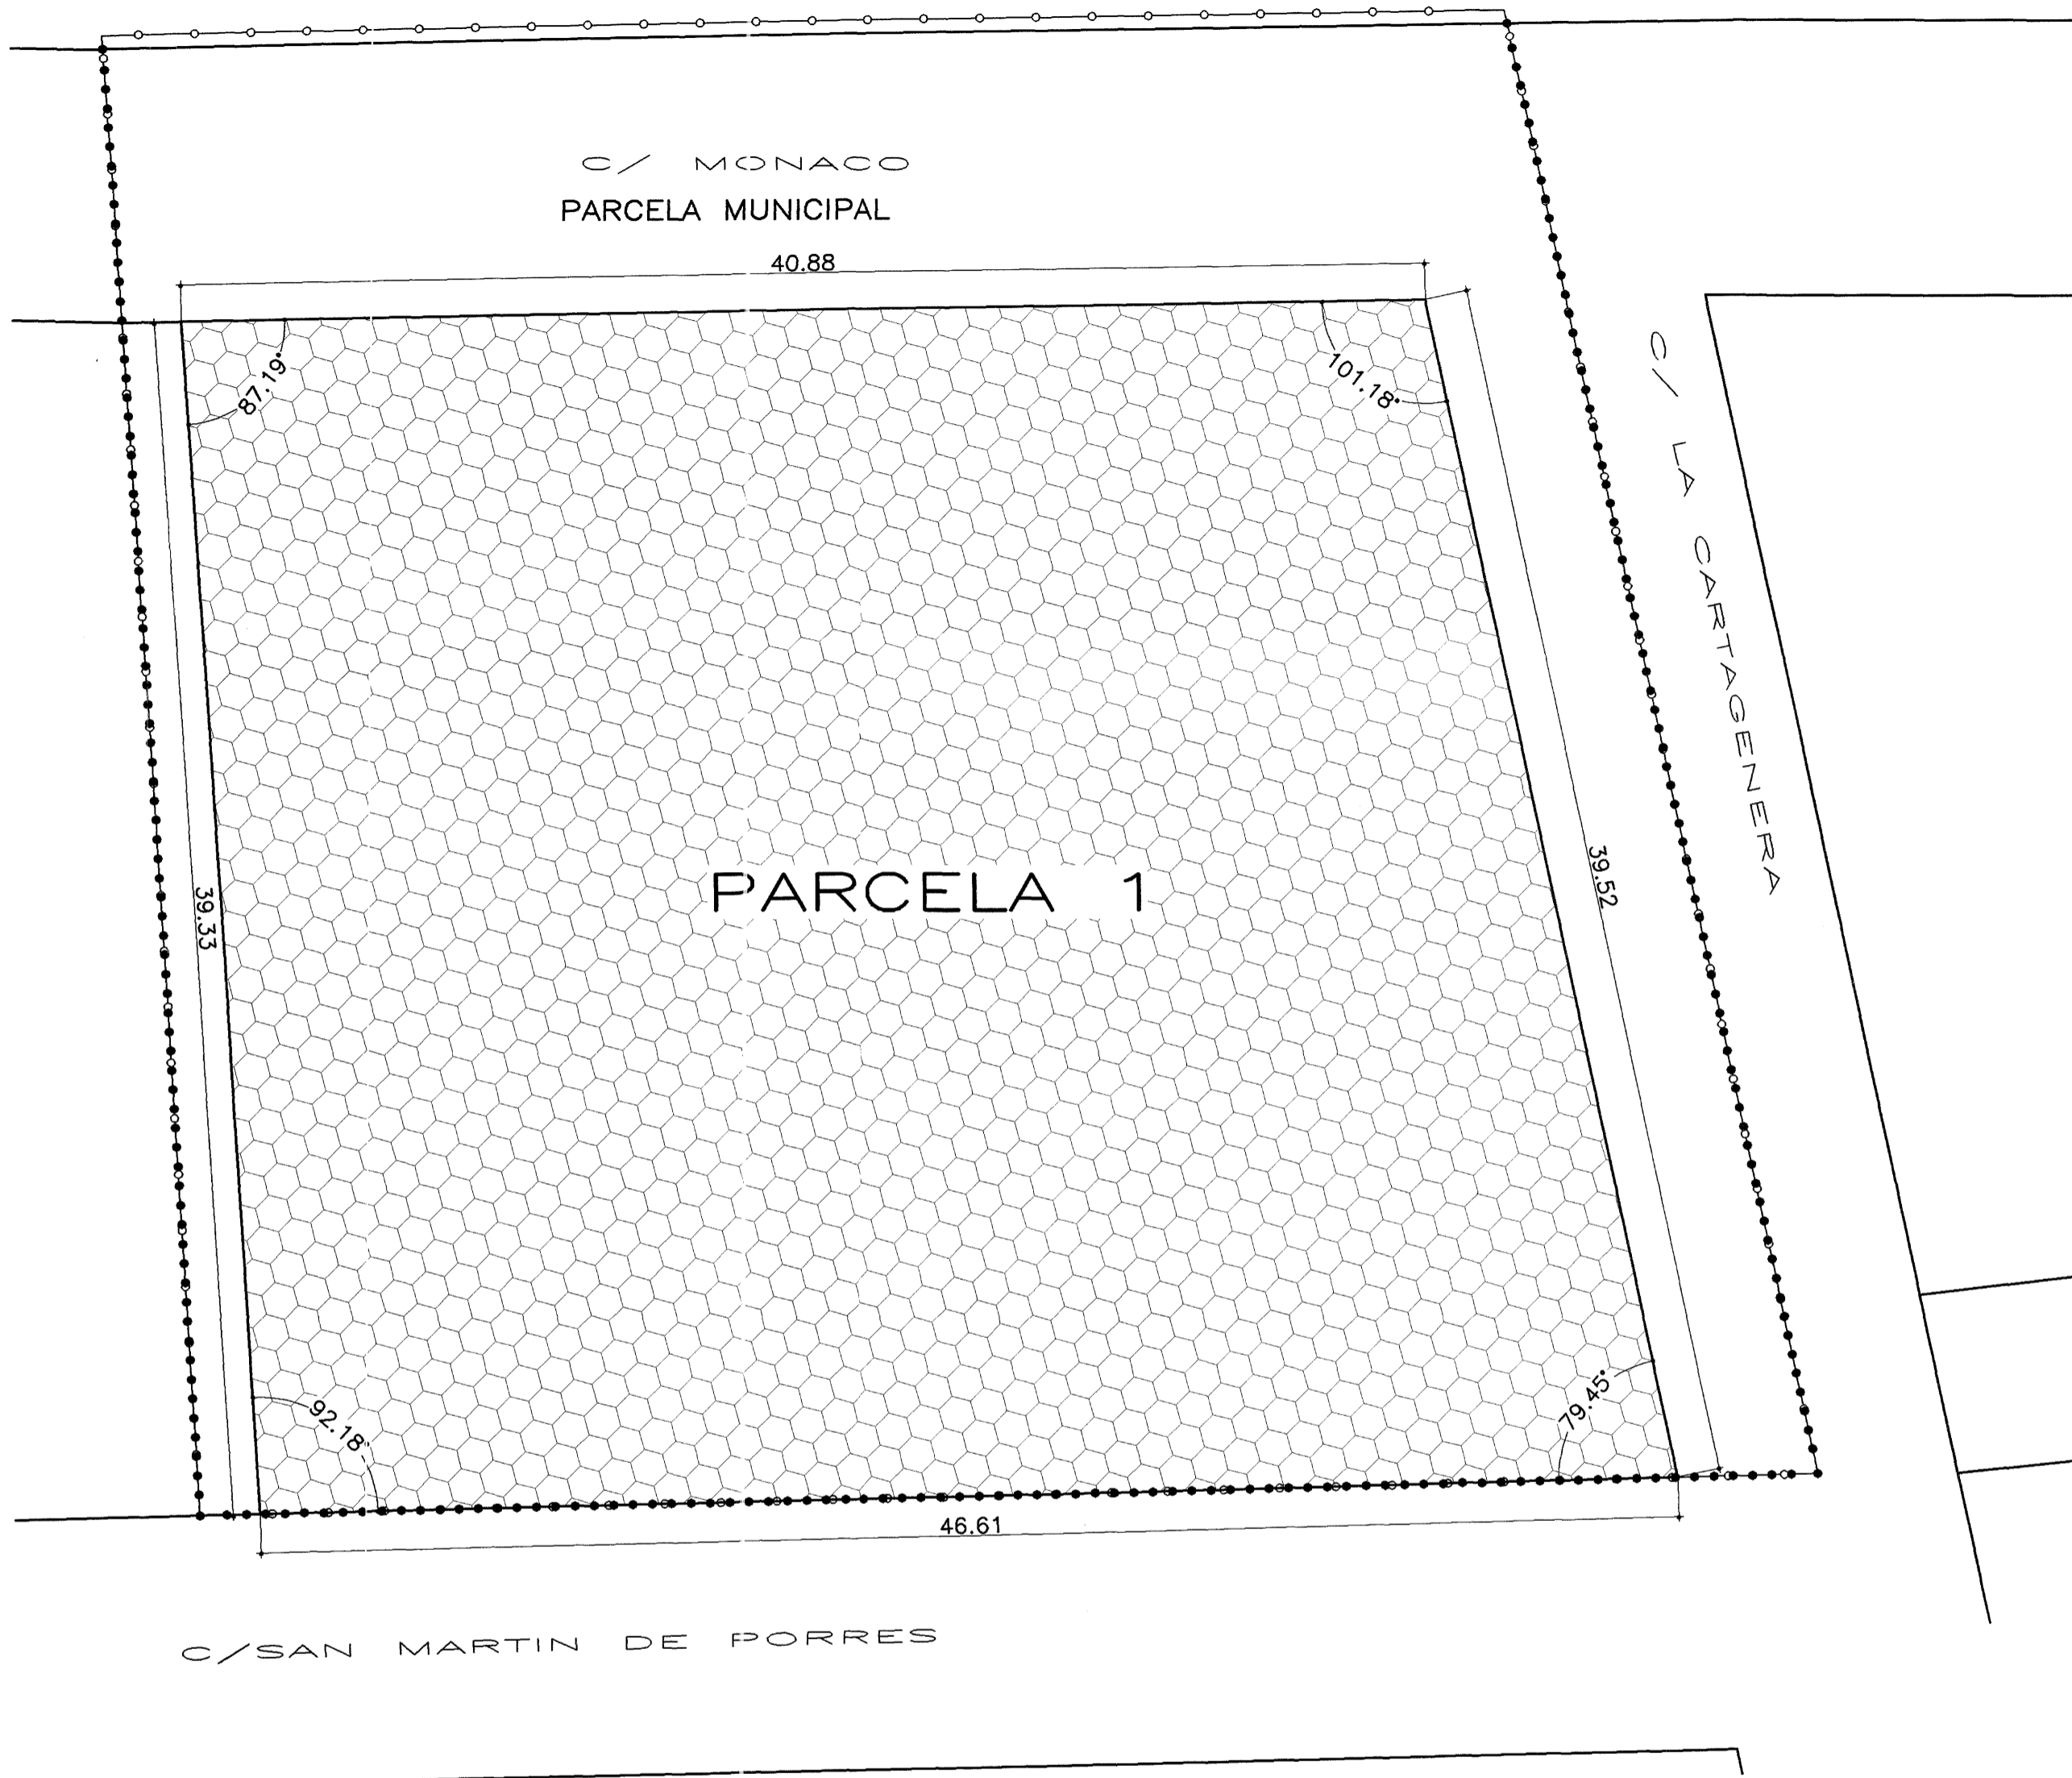 C/ MONACO
PARCELA MUNICIPAL
40.88
87.19°
101.18°
C/ LA CARTAGENERA
PARCELA 1
39.33
39.52
92.18°
79.45°
46.61
C/SAN MARTIN DE PORRES